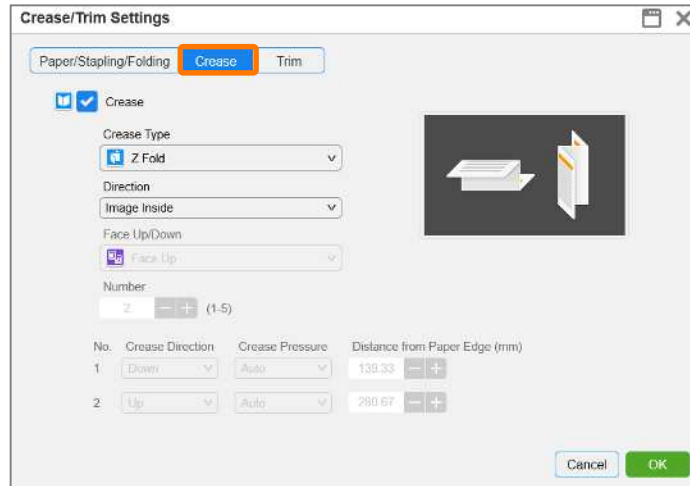 Crease/Trim Settings
Paper/Stapling/Folding Crease Trim
Crease
Crease Type
Z Fold
Direction
Image Inside
Face Up/Down
Face Up
Number
2 (1-5)
No. Crease Direction Crease Pressure Distance from Paper Edge (mm)
1 Down Auto 139.33
2 Up Auto 280.67
Cancel OK